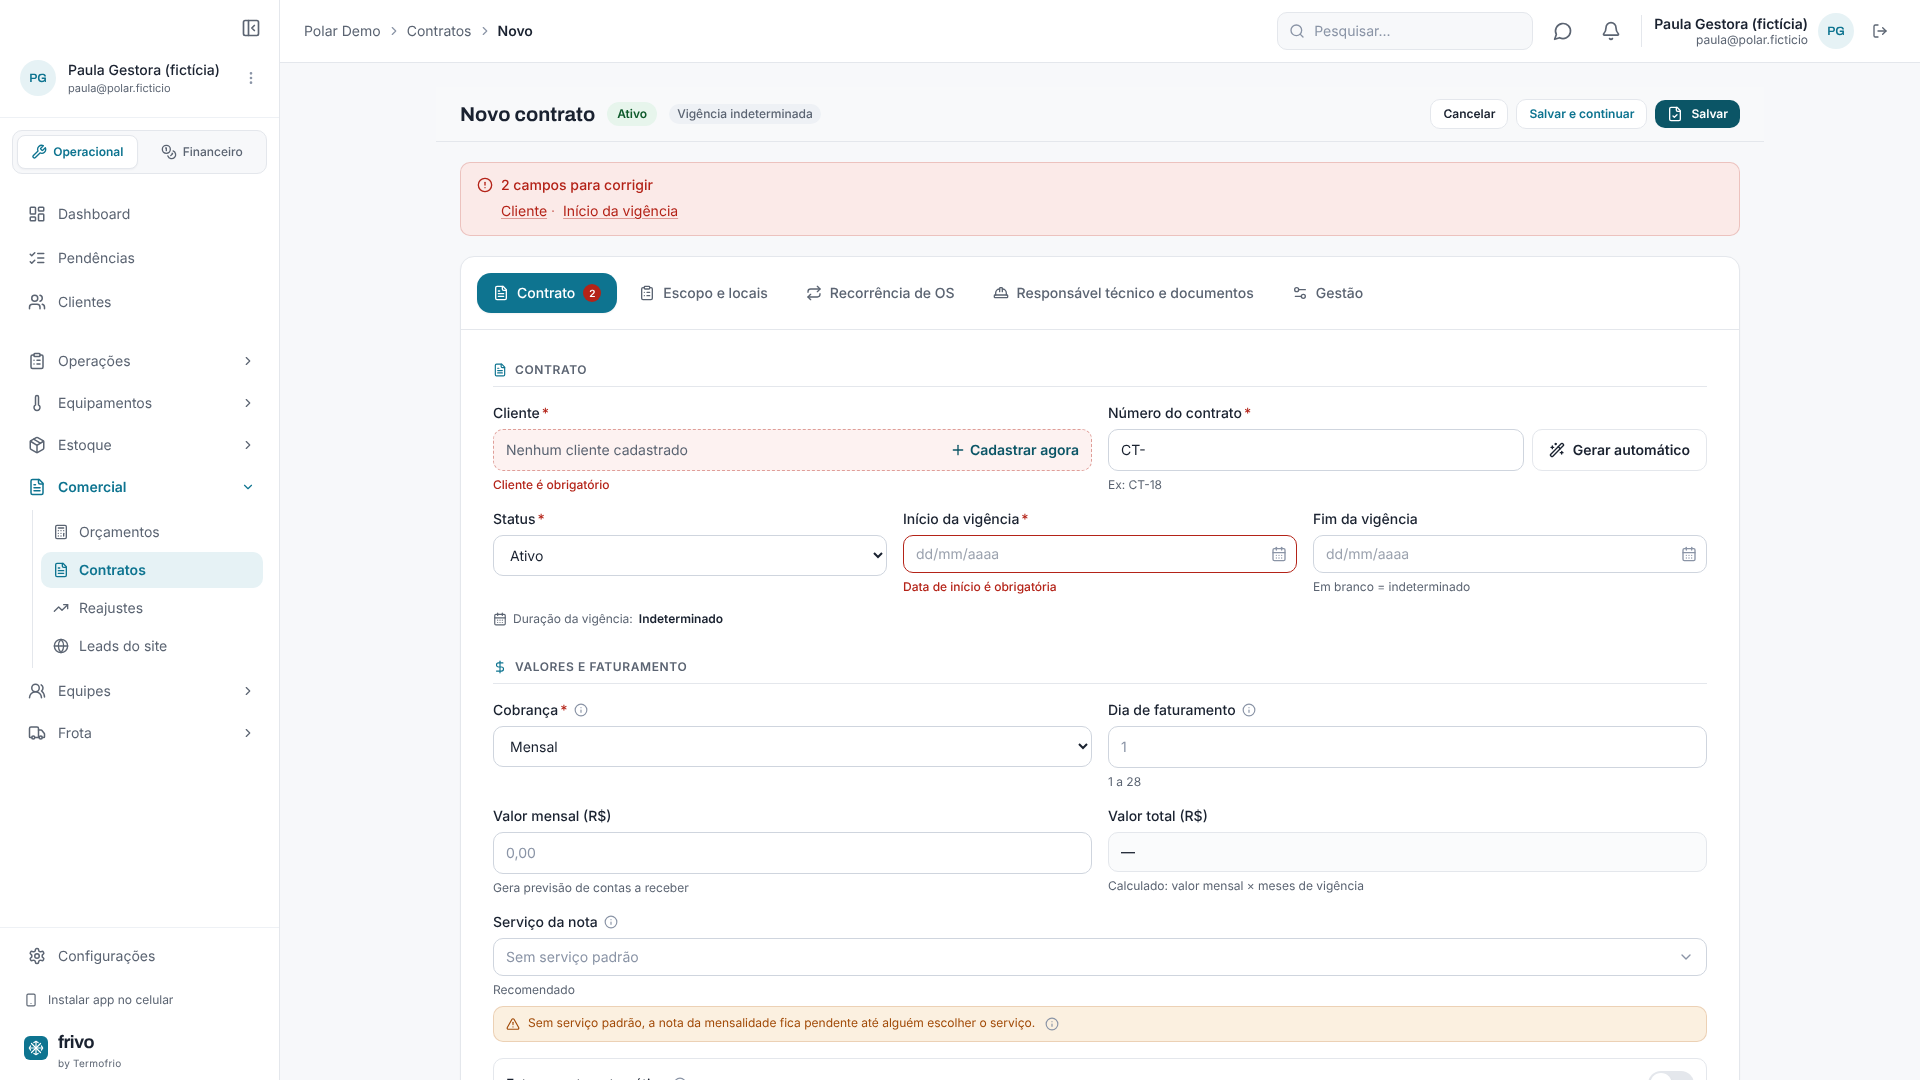 Polar Demo > Contratos > Novo
Pesquisar...
Paula Gestora (fictícia)
paula@polar.ficticio
PG
PG
Paula Gestora (fictícia)
paula@polar.ficticio
Operacional
Financeiro
Dashboard
Pendências
Clientes
Operações
Equipamentos
Estoque
Comercial
Orçamentos
Contratos
Reajustes
Leads do site
Equipes
Frota
Configurações
Instalar app no celular
frivo
by Termofrio
Novo contrato
Ativo
Vigência indeterminada
Cancelar
Salvar e continuar
Salvar
2 campos para corrigir
Cliente · Início da vigência
Contrato 2
Escopo e locais
Recorrência de OS
Responsável técnico e documentos
Gestão
CONTRATO
Cliente*
Nenhum cliente cadastrado
+ Cadastrar agora
Cliente é obrigatório
Número do contrato*
CT-
Gerar automático
Ex: CT-18
Status*
Ativo
Início da vigência*
dd/mm/aaaa
Data de início é obrigatória
Fim da vigência
dd/mm/aaaa
Em branco = indeterminado
Duração da vigência: Indeterminado
VALORES E FATURAMENTO
Cobrança*
Mensal
Dia de faturamento
1
1 a 28
Valor mensal (R$)
0,00
Gera previsão de contas a receber
Valor total (R$)
—
Calculado: valor mensal × meses de vigência
Serviço da nota
Sem serviço padrão
Recomendado
Sem serviço padrão, a nota da mensalidade fica pendente até alguém escolher o serviço.